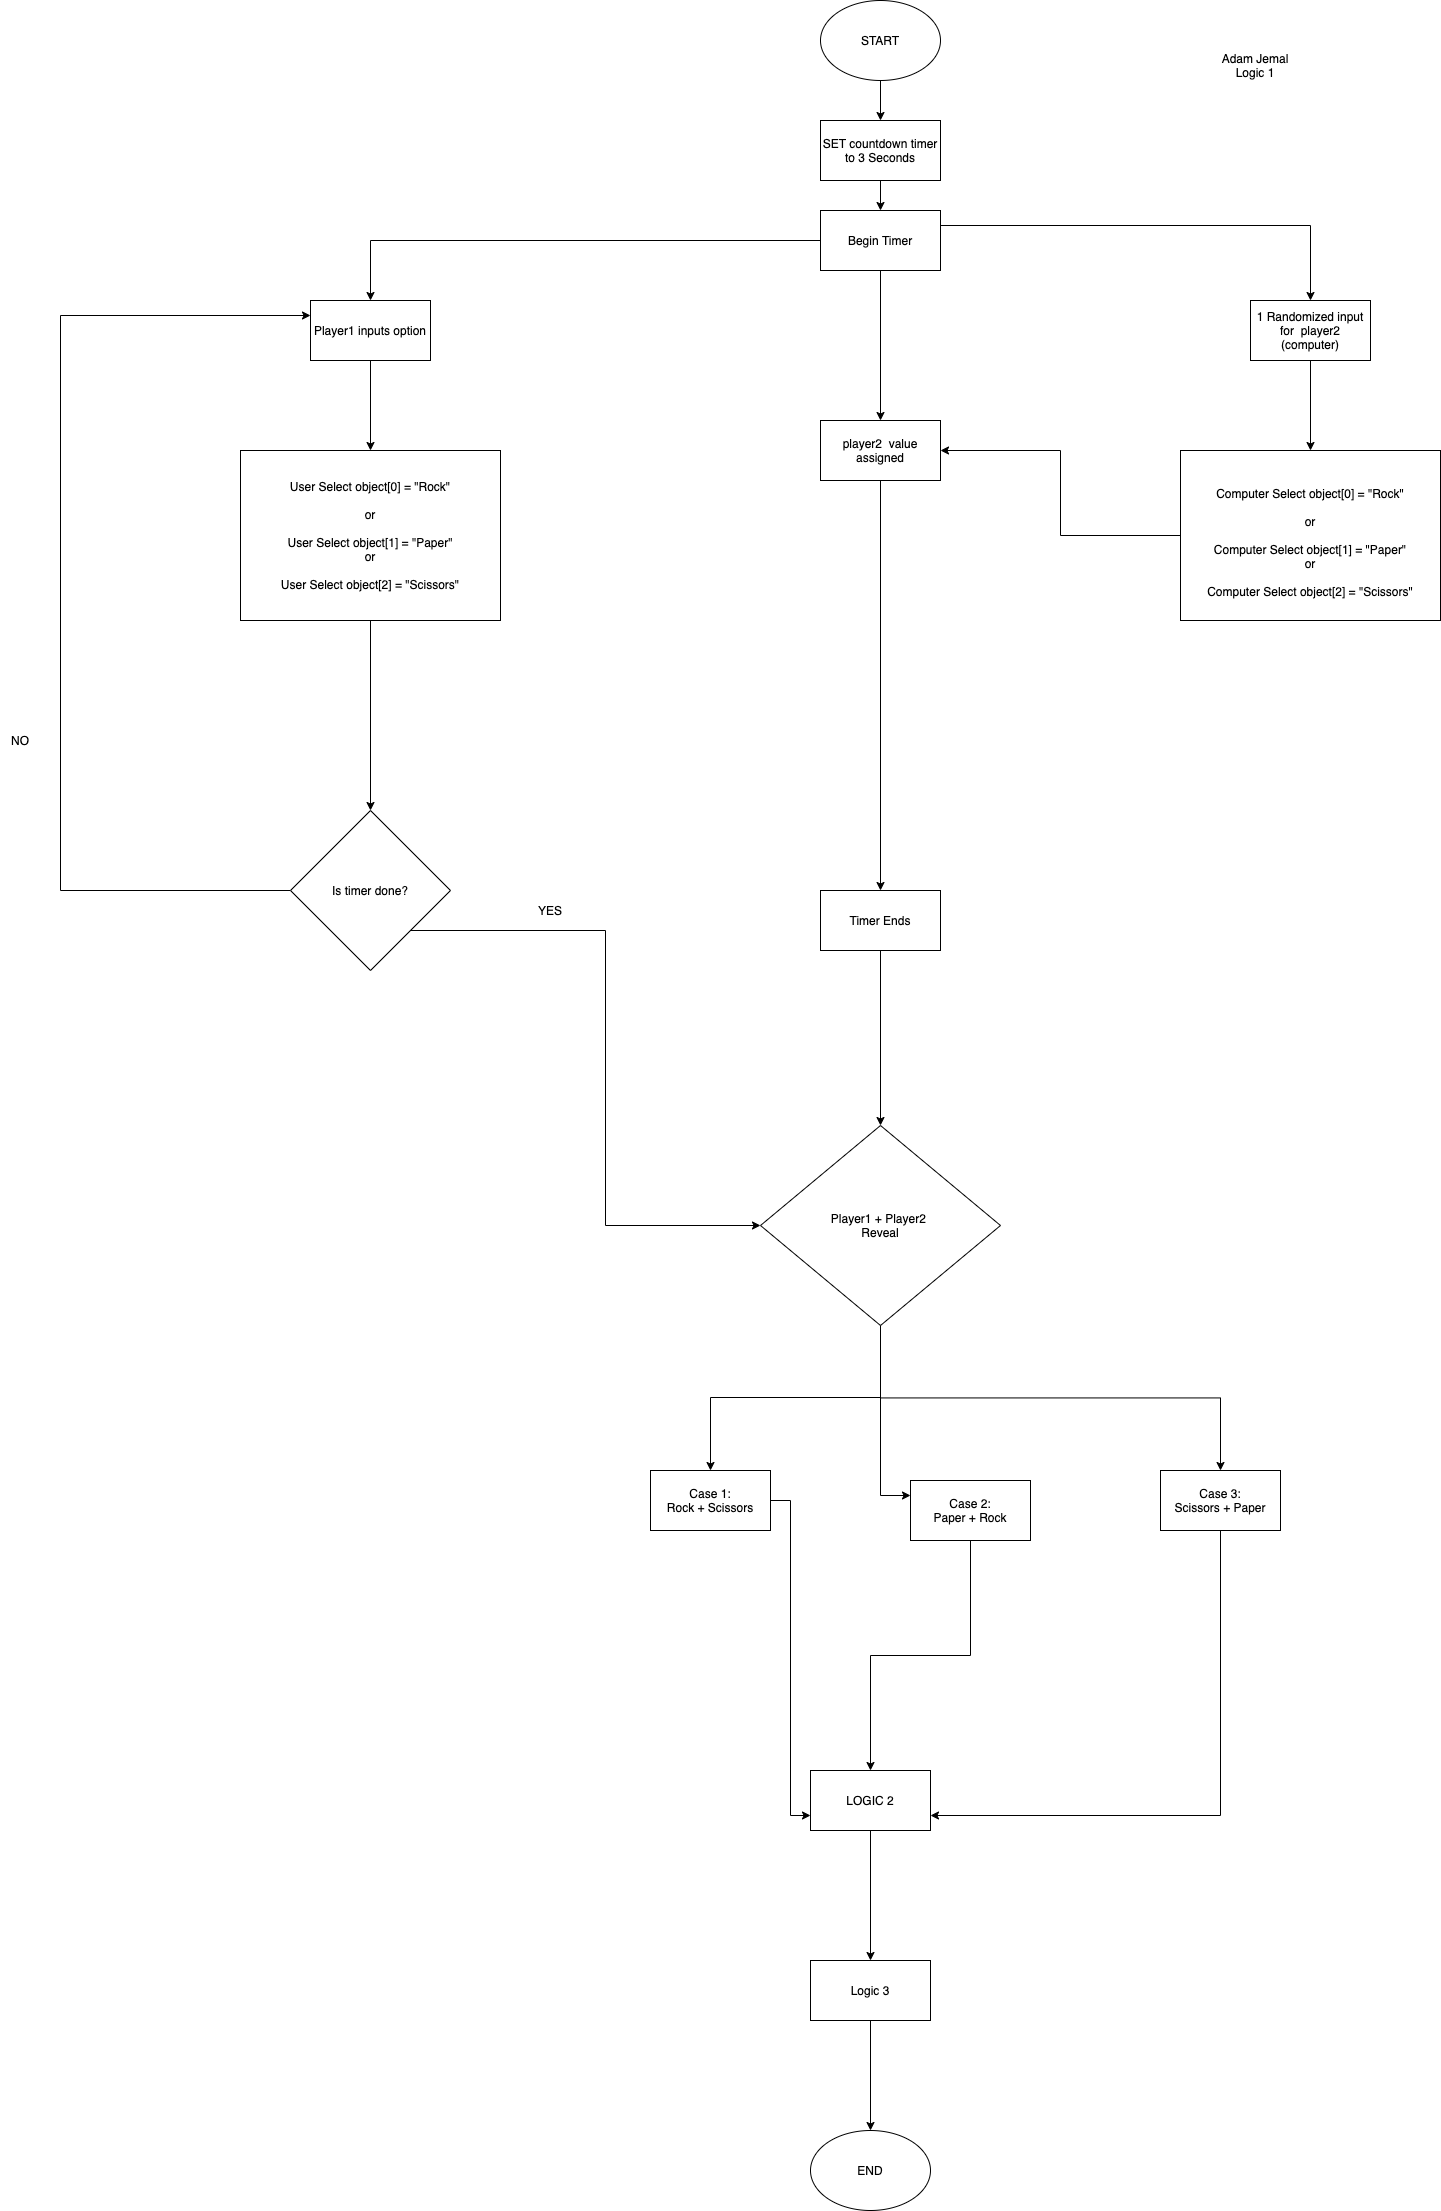 START
Adam Jemal
Logic 1
SET countdown timer
to 3 Seconds
Begin Timer
Player1 inputs option
1 Randomized input
for player2
(computer)
player2 value
assigned
User Select object[0] = "Rock"
or
User Select object[1] = "Paper"
or
User Select object[2] = "Scissors"
Computer Select object[0] = "Rock"
or
Computer Select object[1] = "Paper"
or
Computer Select object[2] = "Scissors"
NO
Is timer done?
YES
Timer Ends
Player1 + Player2
Reveal
Case 1:
Rock + Scissors
Case 2:
Paper + Rock
Case 3:
Scissors + Paper
LOGIC 2
Logic 3
END